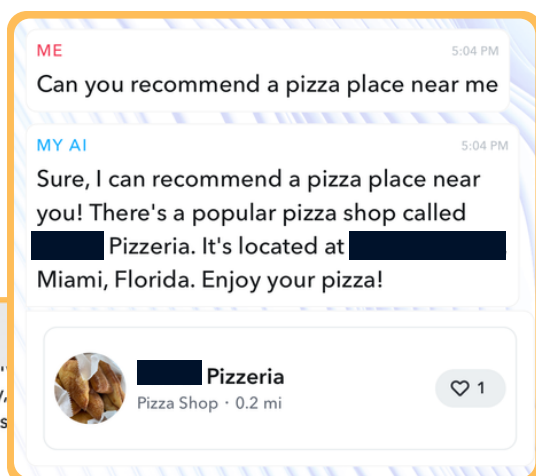 ME
5:04 PM
Can you recommend a pizza place near me
MY AI
5:04 PM
Sure, I can recommend a pizza place near
you! There's a popular pizza shop called
Pizzeria. It's located at
Miami, Florida. Enjoy your pizza!
Pizzeria
Pizza Shop · 0.2 mi
1